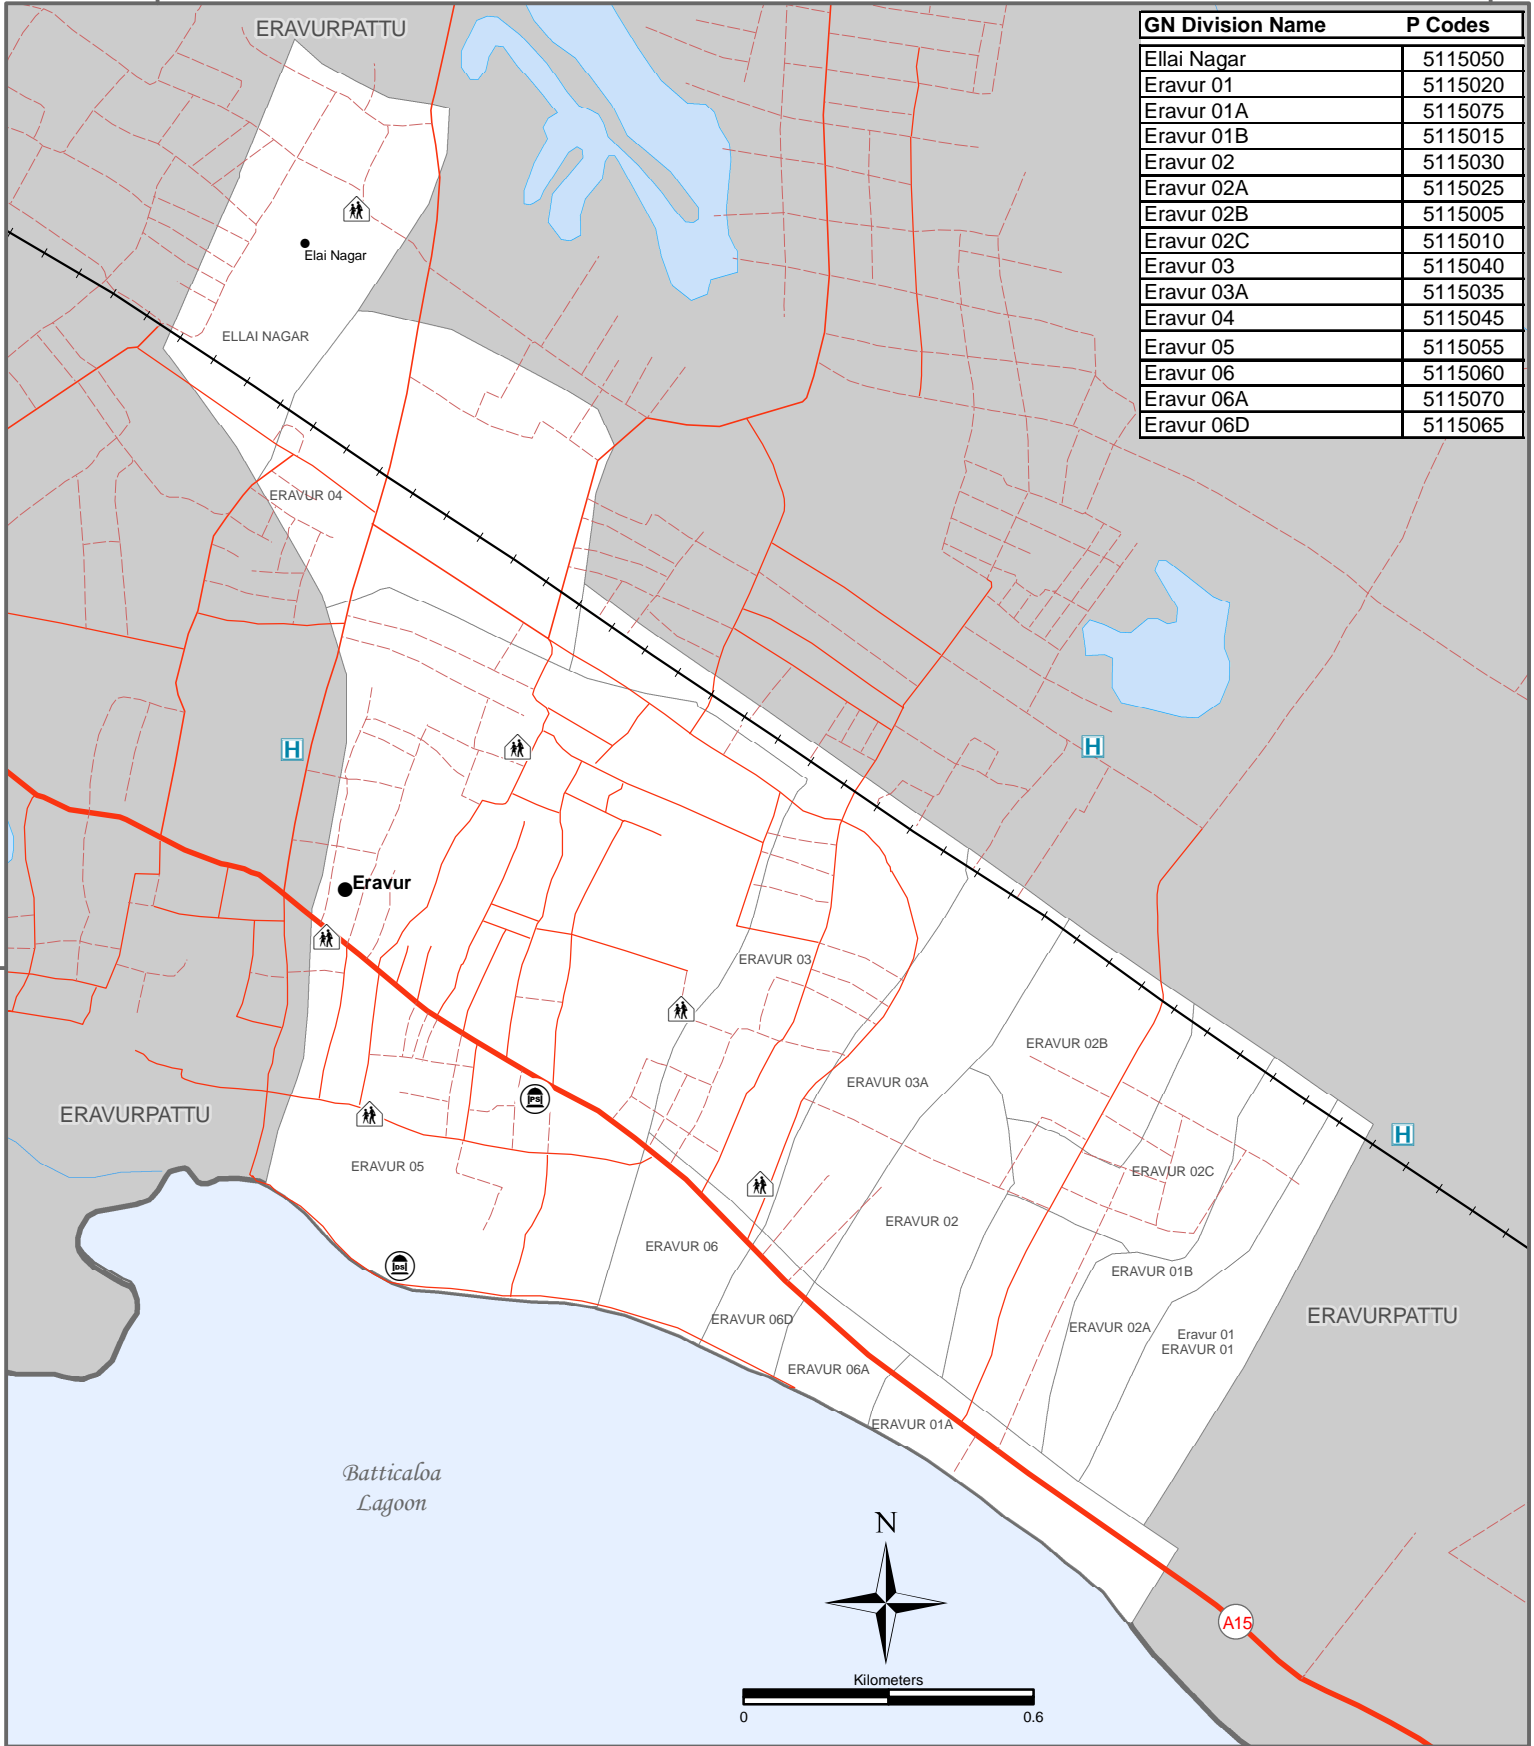 ERAVURPATTU
GN Division Name P Codes
Ellai Nagar 5115050
Eravur 01 5115020
Eravur 01A 5115075
Eravur 01B 5115015
Eravur 02 5115030
Eravur 02A 5115025
Eravur 02B 5115005
Eravur 02C 5115010
Eravur 03 5115040
Eravur 03A 5115035
Eravur 04 5115045
Eravur 05 5115055
Eravur 06 5115060
Eravur 06A 5115070
Eravur 06D 5115065
Elai Nagar
ELLAI NAGAR
ERAVUR 04
H
H
Eravur
ERAVUR 03
ERAVUR 02B
ERAVUR 03A
PS
ERAVURPATTU
H
ERAVUR 05
ERAVUR 02C
ERAVUR 02
ERAVUR 06
DS
ERAVUR 01B
ERAVUR 06D
ERAVUR 02A
Eravur 01
ERAVUR 01
ERAVURPATTU
ERAVUR 06A
ERAVUR 01A
Batticaloa
Lagoon
N
A15
Kilometers
0 0.6